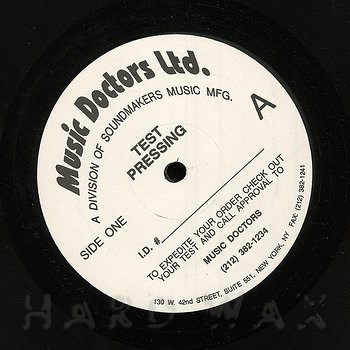 Music Doctors Ltd.
A DIVISION OF SOUNDMAKERS MUSIC MFG.
TEST
PRESSING
A
SIDE ONE
I.D. #
TO EXPEDITE YOUR ORDER CHECK OUT
YOUR TEST AND CALL APPROVAL TO
MUSIC DOCTORS
(212) 382-1234
130 W. 42nd STREET, SUITE 551, NEW YORK, NY FAX: (212) 382-1241
HARD WAX